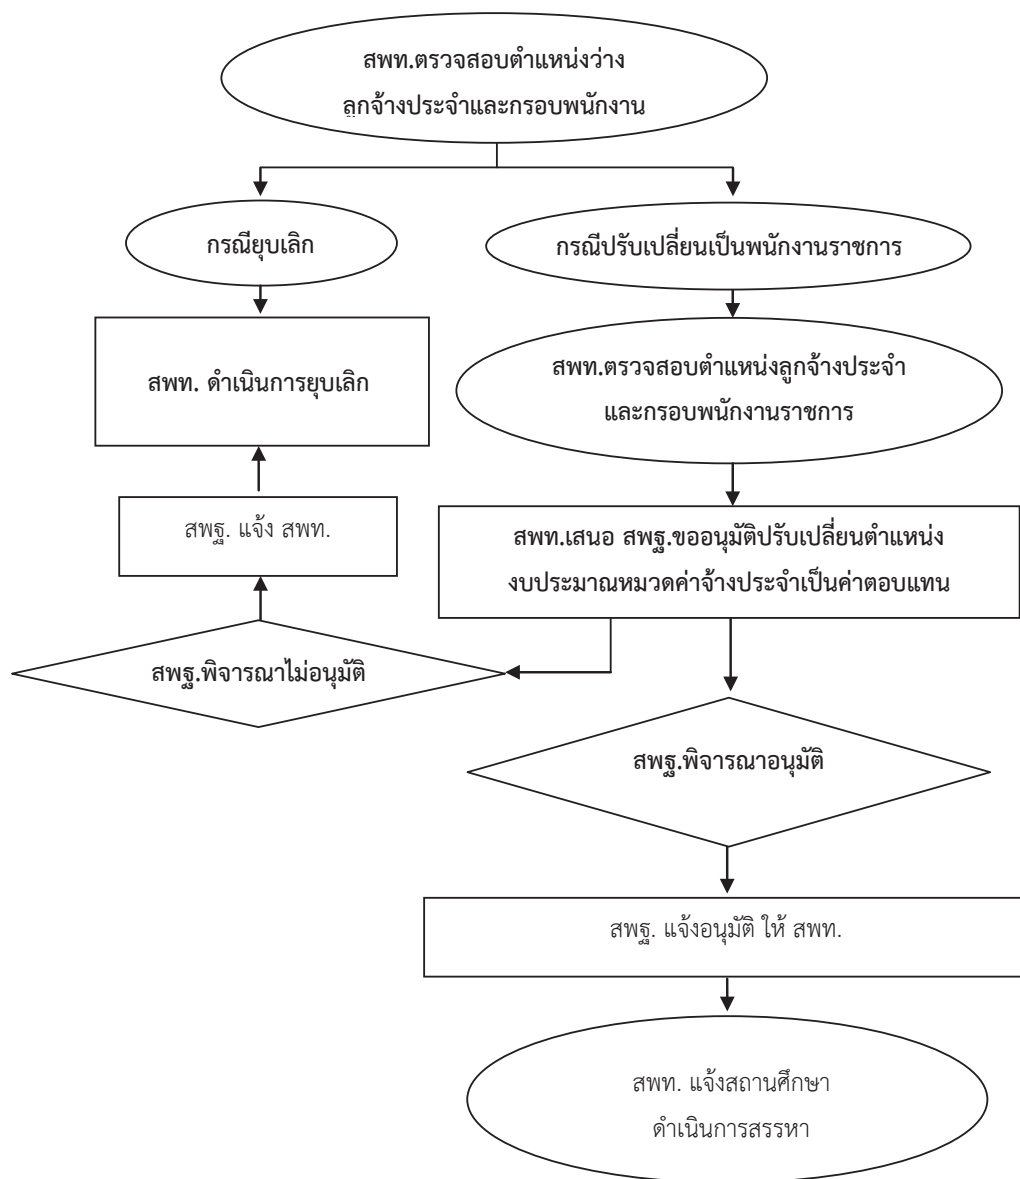 สพท.ตรวจสอบตำแหน่งว่าง
ลูกจ้างประจำและกรอบพนักงาน
กรณียุบเลิก
กรณีปรับเปลี่ยนเป็นพนักงานราชการ
สพท. ดำเนินการยุบเลิก
สพท.ตรวจสอบตำแหน่งลูกจ้างประจำ
และกรอบพนักงานราชการ
สพฐ. แจ้ง สพท.
สพท.เสนอ สพฐ.ขออนุมัติปรับเปลี่ยนตำแหน่ง
งบประมาณหมวดค่าจ้างประจำเป็นค่าตอบแทน
สพฐ.พิจารณาไม่อนุมัติ
สพฐ.พิจารณาอนุมัติ
สพฐ. แจ้งอนุมัติ ให้ สพท.
สพท. แจ้งสถานศึกษา
ดำเนินการสรรหา